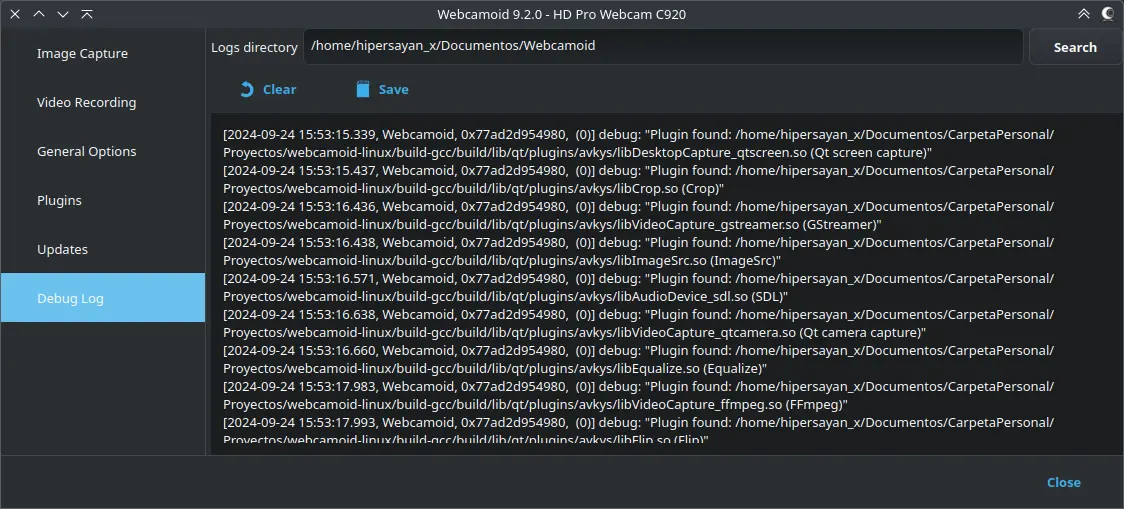 Webcamoid 9.2.0 - HD Pro Webcam C920
Image Capture
Video Recording
General Options
Plugins
Updates
Debug Log
Logs directory
/home/hipersayan_x/Documentos/Webcamoid
Search
Clear
Save
[2024-09-24 15:53:15.339, Webcamoid, 0x77ad2d954980,  (0)] debug: "Plugin found: /home/hipersayan_x/Documentos/CarpetaPersonal/
Proyectos/webcamoid-linux/build-gcc/build/lib/qt/plugins/avkys/libDesktopCapture_qtscreen.so (Qt screen capture)"
[2024-09-24 15:53:15.437, Webcamoid, 0x77ad2d954980,  (0)] debug: "Plugin found: /home/hipersayan_x/Documentos/CarpetaPersonal/
Proyectos/webcamoid-linux/build-gcc/build/lib/qt/plugins/avkys/libCrop.so (Crop)"
[2024-09-24 15:53:16.436, Webcamoid, 0x77ad2d954980,  (0)] debug: "Plugin found: /home/hipersayan_x/Documentos/CarpetaPersonal/
Proyectos/webcamoid-linux/build-gcc/build/lib/qt/plugins/avkys/libVideoCapture_gstreamer.so (GStreamer)"
[2024-09-24 15:53:16.438, Webcamoid, 0x77ad2d954980,  (0)] debug: "Plugin found: /home/hipersayan_x/Documentos/CarpetaPersonal/
Proyectos/webcamoid-linux/build-gcc/build/lib/qt/plugins/avkys/libImageSrc.so (ImageSrc)"
[2024-09-24 15:53:16.571, Webcamoid, 0x77ad2d954980,  (0)] debug: "Plugin found: /home/hipersayan_x/Documentos/CarpetaPersonal/
Proyectos/webcamoid-linux/build-gcc/build/lib/qt/plugins/avkys/libAudioDevice_sdl.so (SDL)"
[2024-09-24 15:53:16.638, Webcamoid, 0x77ad2d954980,  (0)] debug: "Plugin found: /home/hipersayan_x/Documentos/CarpetaPersonal/
Proyectos/webcamoid-linux/build-gcc/build/lib/qt/plugins/avkys/libVideoCapture_qtcamera.so (Qt camera capture)"
[2024-09-24 15:53:16.660, Webcamoid, 0x77ad2d954980,  (0)] debug: "Plugin found: /home/hipersayan_x/Documentos/CarpetaPersonal/
Proyectos/webcamoid-linux/build-gcc/build/lib/qt/plugins/avkys/libEqualize.so (Equalize)"
[2024-09-24 15:53:17.983, Webcamoid, 0x77ad2d954980,  (0)] debug: "Plugin found: /home/hipersayan_x/Documentos/CarpetaPersonal/
Proyectos/webcamoid-linux/build-gcc/build/lib/qt/plugins/avkys/libVideoCapture_ffmpeg.so (FFmpeg)"
[2024-09-24 15:53:17.993, Webcamoid, 0x77ad2d954980,  (0)] debug: "Plugin found: /home/hipersayan_x/Documentos/CarpetaPersonal/
Proyectos/webcamoid-linux/build-gcc/build/lib/qt/plugins/avkys/libFlip.so (Flip)"
Close